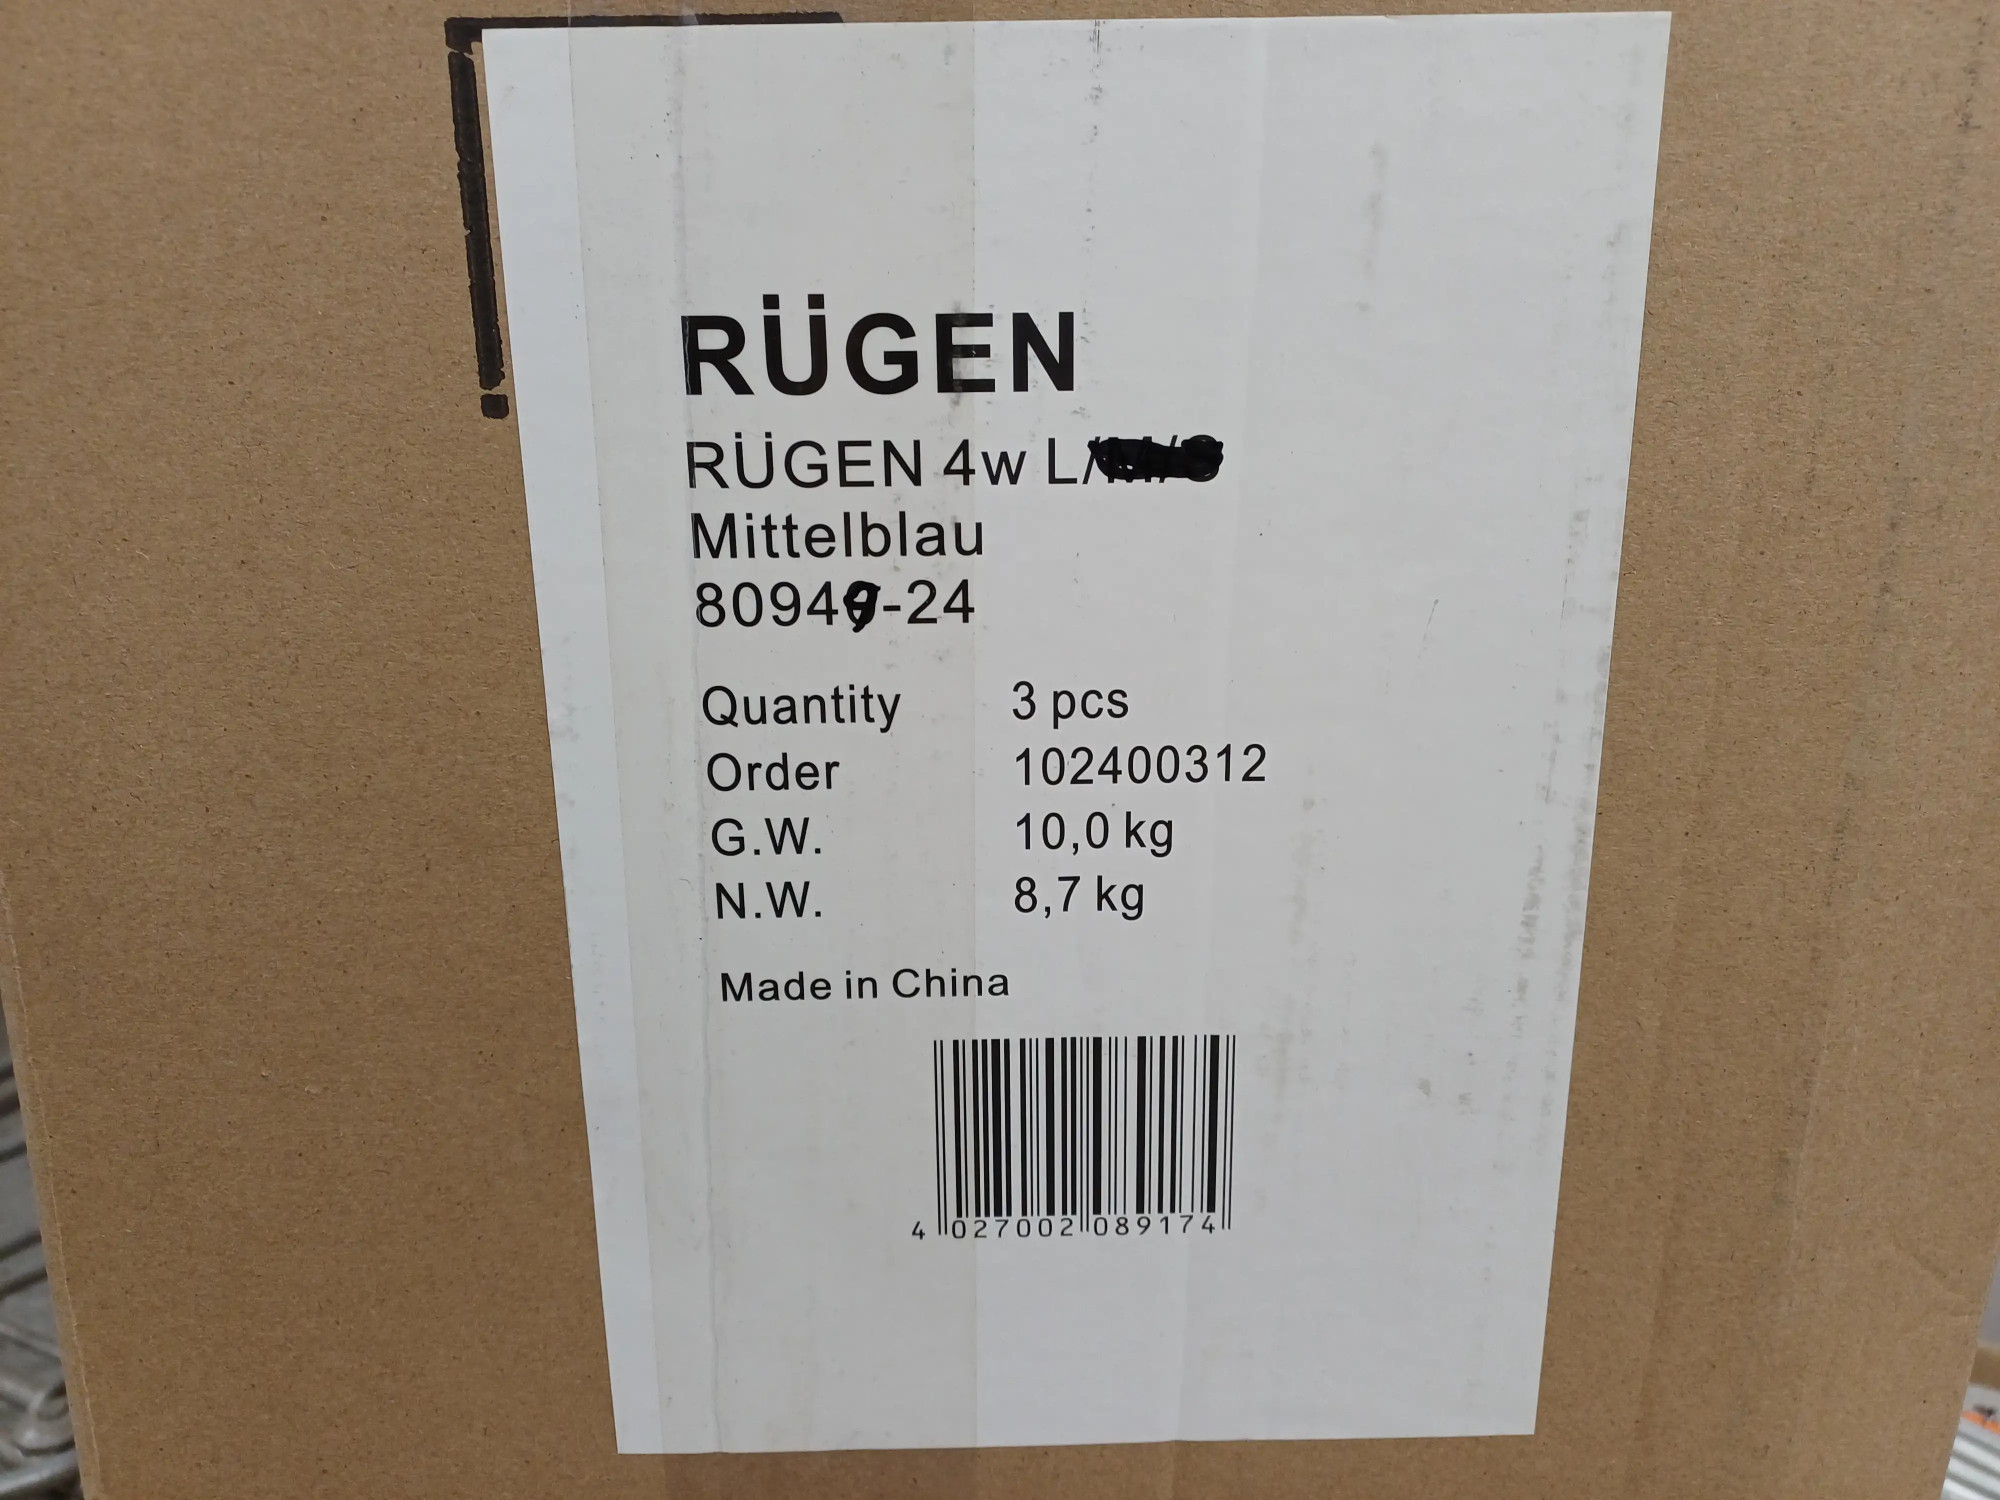 RÜGEN
RÜGEN 4w L/M/S
Mittelblau
80949-24
Quantity 3 pcs
Order 102400312
G.W. 10,0 kg
N.W. 8,7 kg
Made in China
4 027002 089174